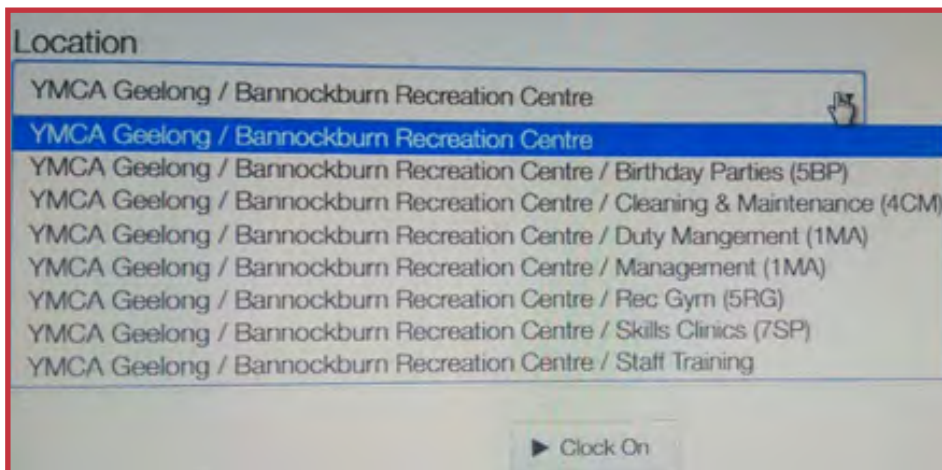 Location
YMCA Geelong / Bannockburn Recreation Centre
YMCA Geelong / Bannockburn Recreation Centre
YMCA Geelong / Bannockburn Recreation Centre / Birthday Parties (5BP)
YMCA Geelong / Bannockburn Recreation Centre / Cleaning & Maintenance (4CM)
YMCA Geelong / Bannockburn Recreation Centre / Duty Mangement (1MA)
YMCA Geelong / Bannockburn Recreation Centre / Management (1MA)
YMCA Geelong / Bannockburn Recreation Centre / Rec Gym (5RG)
YMCA Geelong / Bannockburn Recreation Centre / Skills Clinics (7SP)
YMCA Geelong / Bannockburn Recreation Centre / Staff Training
Clock On